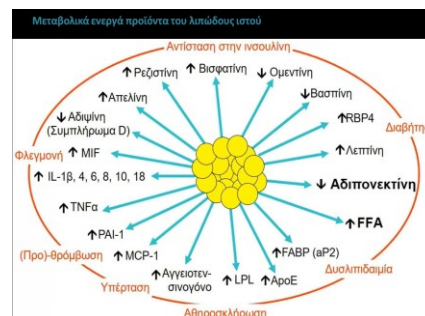 Μεταβολικά ενεργά προϊόντα του λιπώδους ιστού
Αντίσταση στην ινσουλίνη
↑ Ρεζιστίνη
↑ Βισφατίνη
↓ Ομεντίνη
↑ Απελίνη
↓ Βασπίνη
↓ Αδιψίνη
(Συμπλήρωμα D)
↑RBP4
Διαβήτη
Φλεγμονή
↑ MIF
↑Λεπτίνη
↑ IL-1β, 4, 6, 8, 10, 18
↓ Αδιπονεκτίνη
↑TNFα
↑FFA
↑PAI-1
(Προ)-θρόμβωση
↑ MCP-1
↑FABP (aP2)
Δυσλιπιδαιμία
↑Αγγειοτεν-
σινογόνο
↑ LPL
↑ApoE
Υπέρταση
Αθηροσκλήρωση